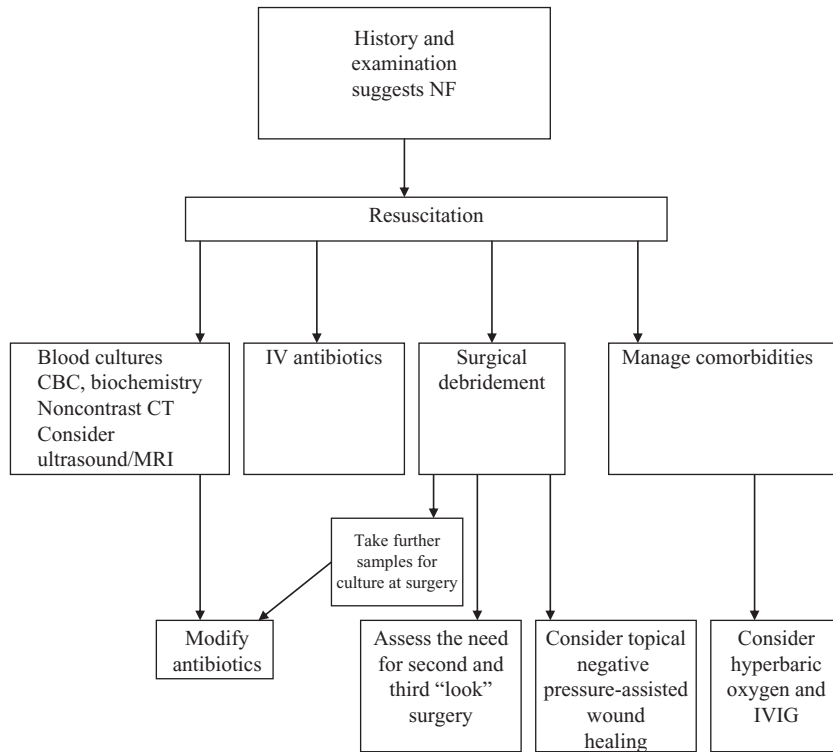 History and
examination
suggests NF
Resuscitation
Blood cultures
CBC, biochemistry
Noncontrast CT
Consider
ultrasound/MRI
IV antibiotics
Surgical
debridement
Manage comorbidities
Take further
samples for
culture at surgery
Modify
antibiotics
Assess the need
for second and
third “look”
surgery
Consider topical
negative
pressure-assisted
wound
healing
Consider
hyperbaric
oxygen and
IVIG